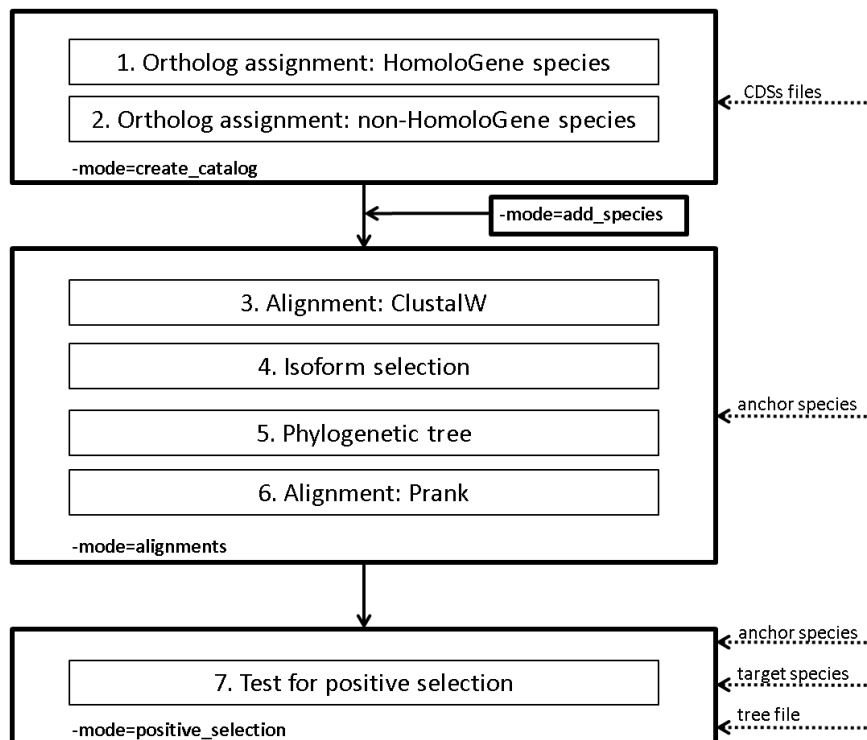 1. Ortholog assignment: HomoloGene species
CDSs files
2. Ortholog assignment: non-HomoloGene species
-mode=create_catalog
-mode=add_species
3. Alignment: ClustalW
4. Isoform selection
anchor species
5. Phylogenetic tree
6. Alignment: Prank
-mode=alignments
anchor species
7. Test for positive selection
target species
tree file
-mode=positive_selection